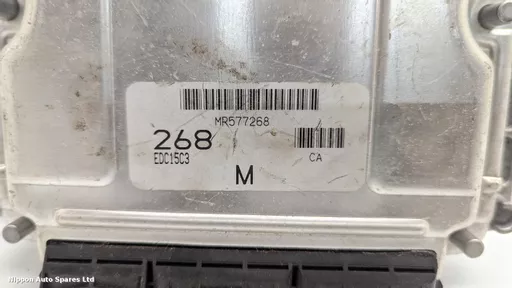 MR577268
268
EDC15C3
CA
M
Nippon Auto Spares Ltd